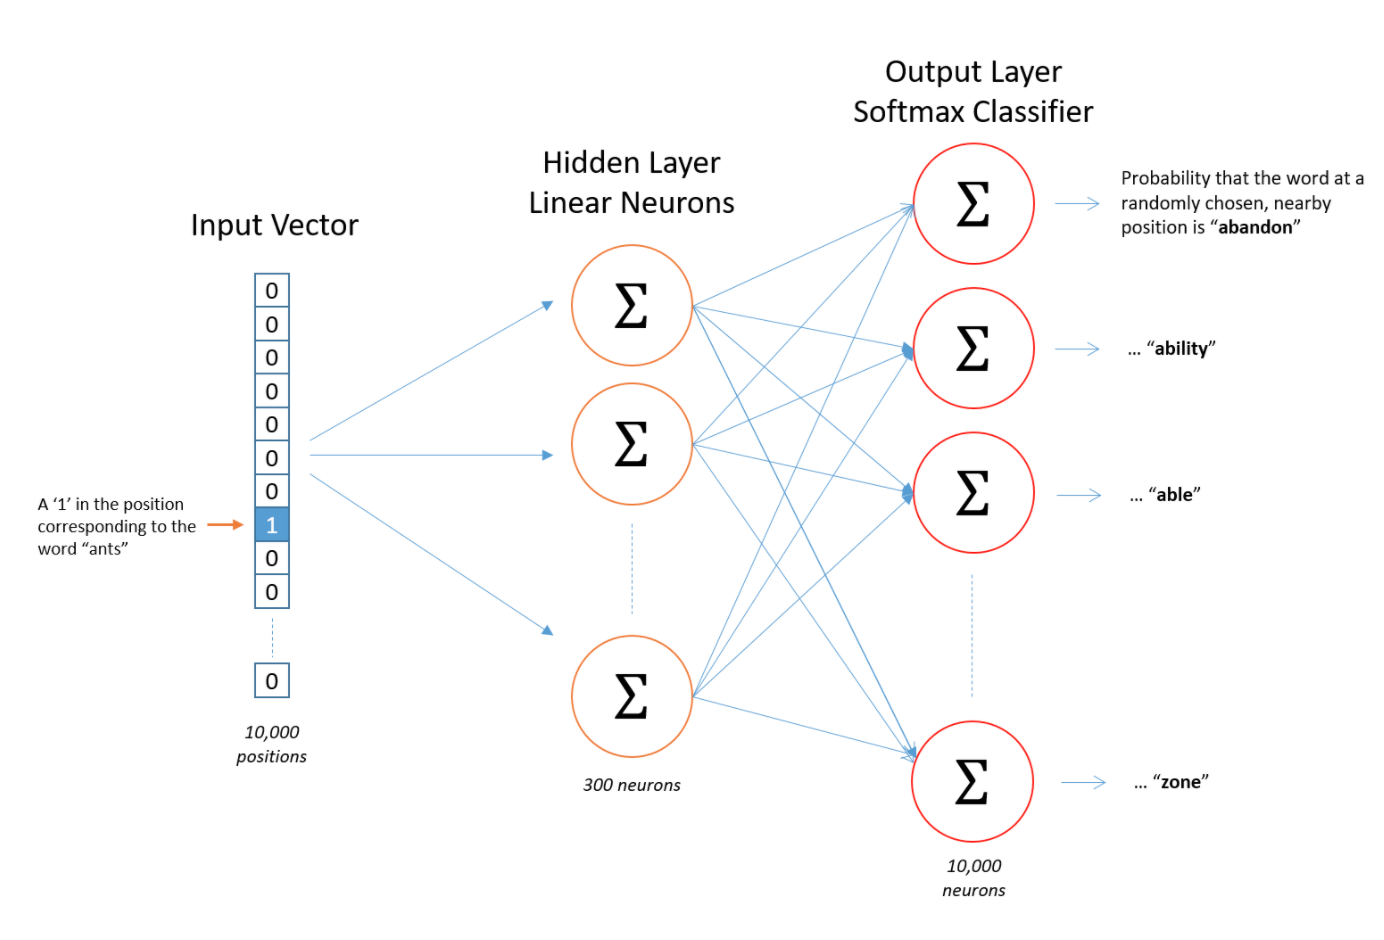 Output Layer
Softmax Classifier
Hidden Layer
Linear Neurons
Input Vector
0
0
0
0
0
0
0
1
0
0
0
A ‘1’ in the position
corresponding to the
word “ants”
10,000
positions
Σ
Σ
Σ
300 neurons
Σ
Σ
Σ
Σ
10,000
neurons
Probability that the word at a
randomly chosen, nearby
position is “abandon”
... “ability”
... “able”
... “zone”